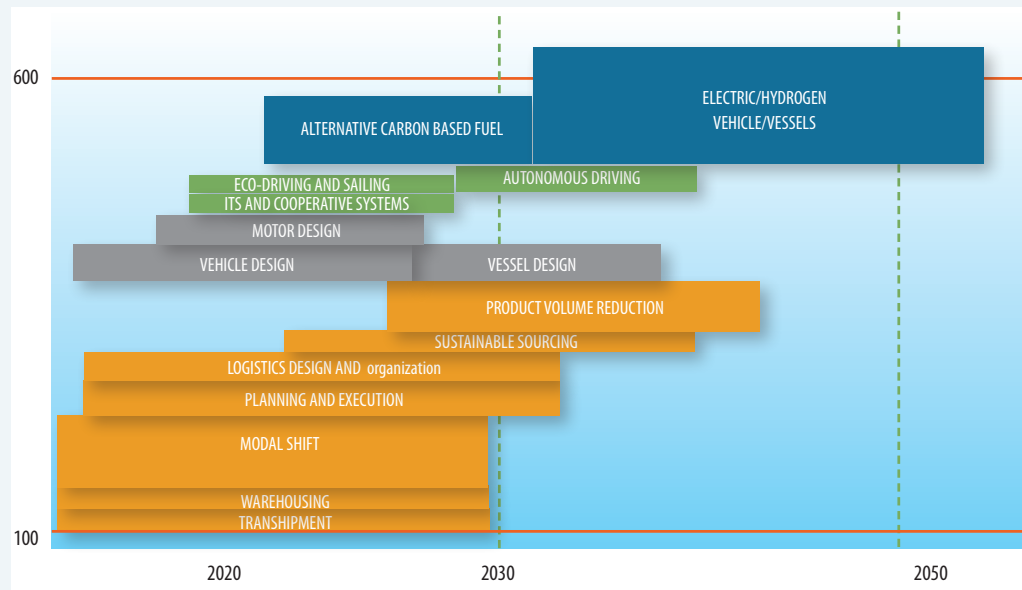 600
ELECTRIC/HYDROGEN
VEHICLE/VESSELS
ALTERNATIVE CARBON BASED FUEL
AUTONOMOUS DRIVING
ECO-DRIVING AND SAILING
ITS AND COOPERATIVE SYSTEMS
MOTOR DESIGN
VEHICLE DESIGN
VESSEL DESIGN
PRODUCT VOLUME REDUCTION
SUSTAINABLE SOURCING
LOGISTICS DESIGN AND organization
PLANNING AND EXECUTION
MODAL SHIFT
WAREHOUSING
TRANSHIPMENT
100
2020
2030
2050